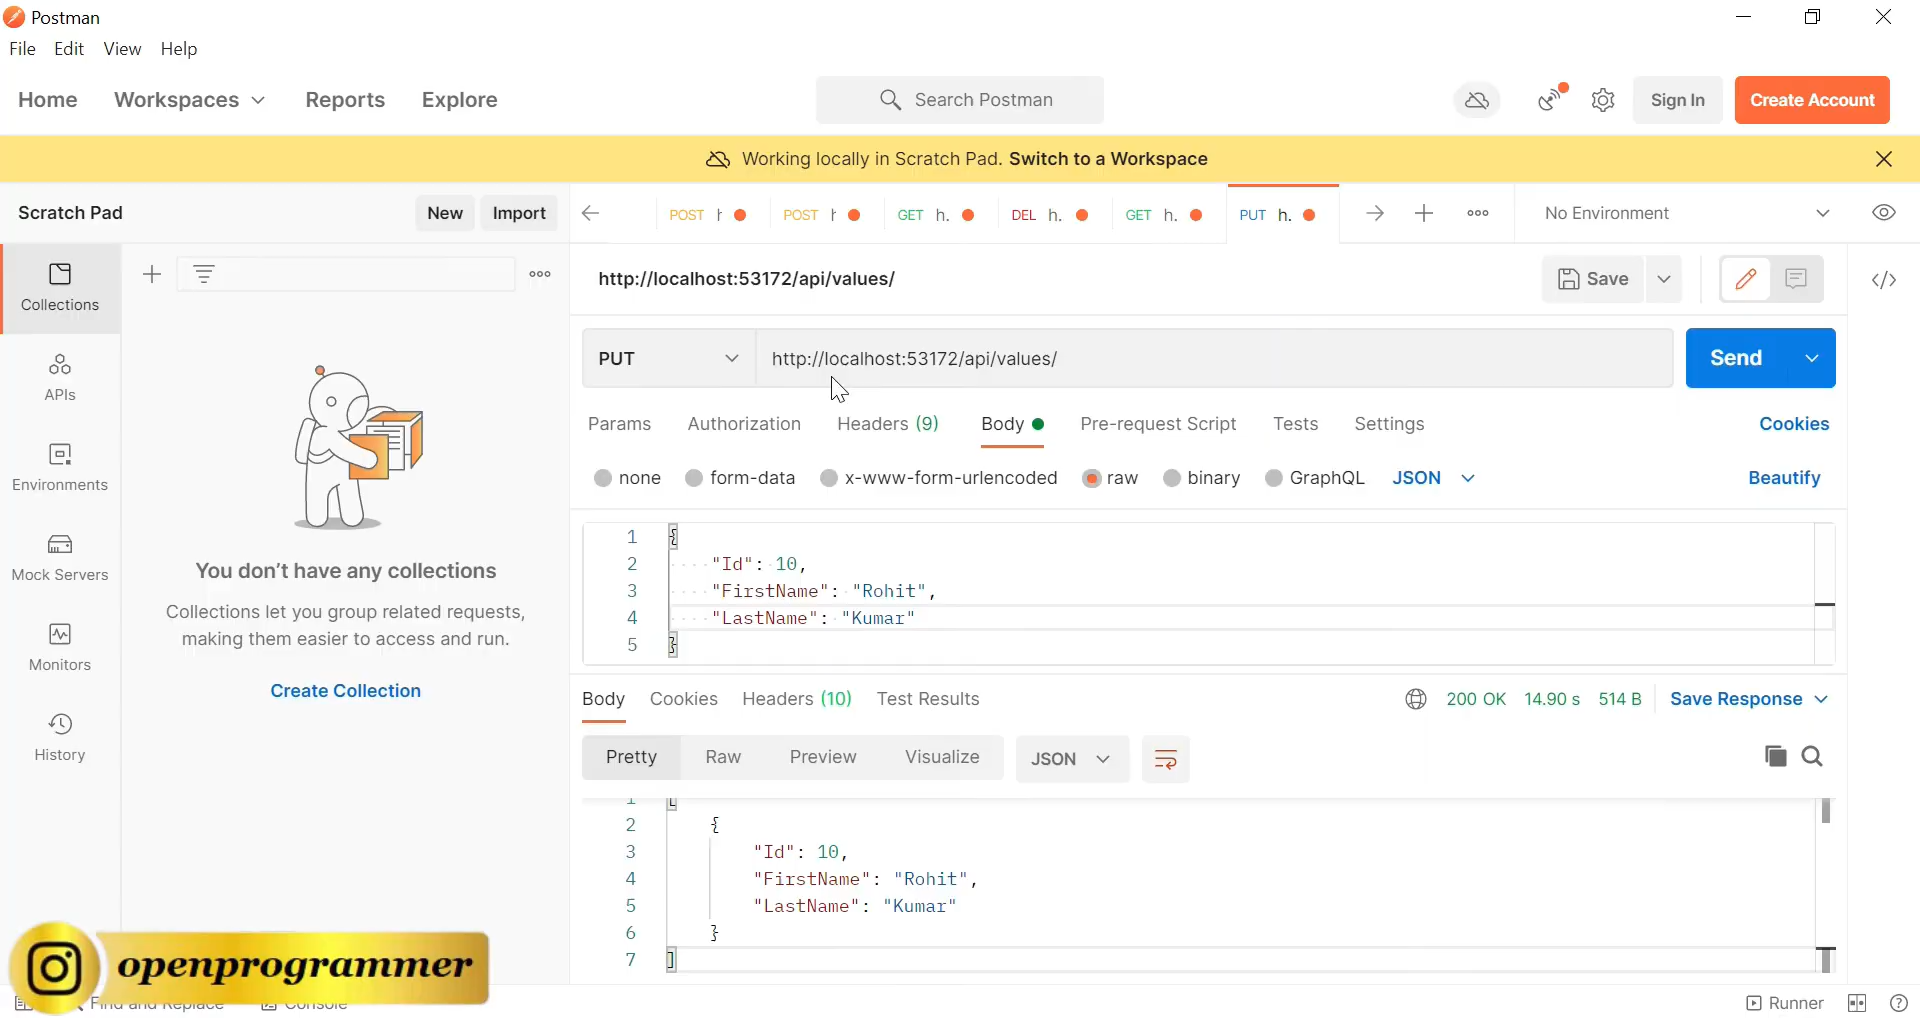 Postman
File Edit View Help
Home Workspaces Reports Explore Search Postman Sign In Create Account
Working locally in Scratch Pad. Switch to a Workspace
Scratch Pad New Import POST POST GET h. DEL h. GET h. PUT h. No Environment
http://localhost:53172/api/values/ Save
PUT http://localhost:53172/api/values/ Send
Params Authorization Headers (9) Body Pre-request Script Tests Settings Cookies
none form-data x-www-form-urlencoded raw binary GraphQL JSON Beautify
1 {
2 "Id": 10,
3 "FirstName": "Rohit",
4 "LastName": "Kumar"
5 }
Collections
APIs
Environments
Mock Servers
Monitors
History
You don't have any collections
Collections let you group related requests,
making them easier to access and run.
Create Collection
Body Cookies Headers (10) Test Results 200 OK 14.90 s 514 B Save Response
Pretty Raw Preview Visualize JSON
1 [
2 {
3 "Id": 10,
4 "FirstName": "Rohit",
5 "LastName": "Kumar"
6 }
7 ]
openprogrammer
Find and Replace Console Runner